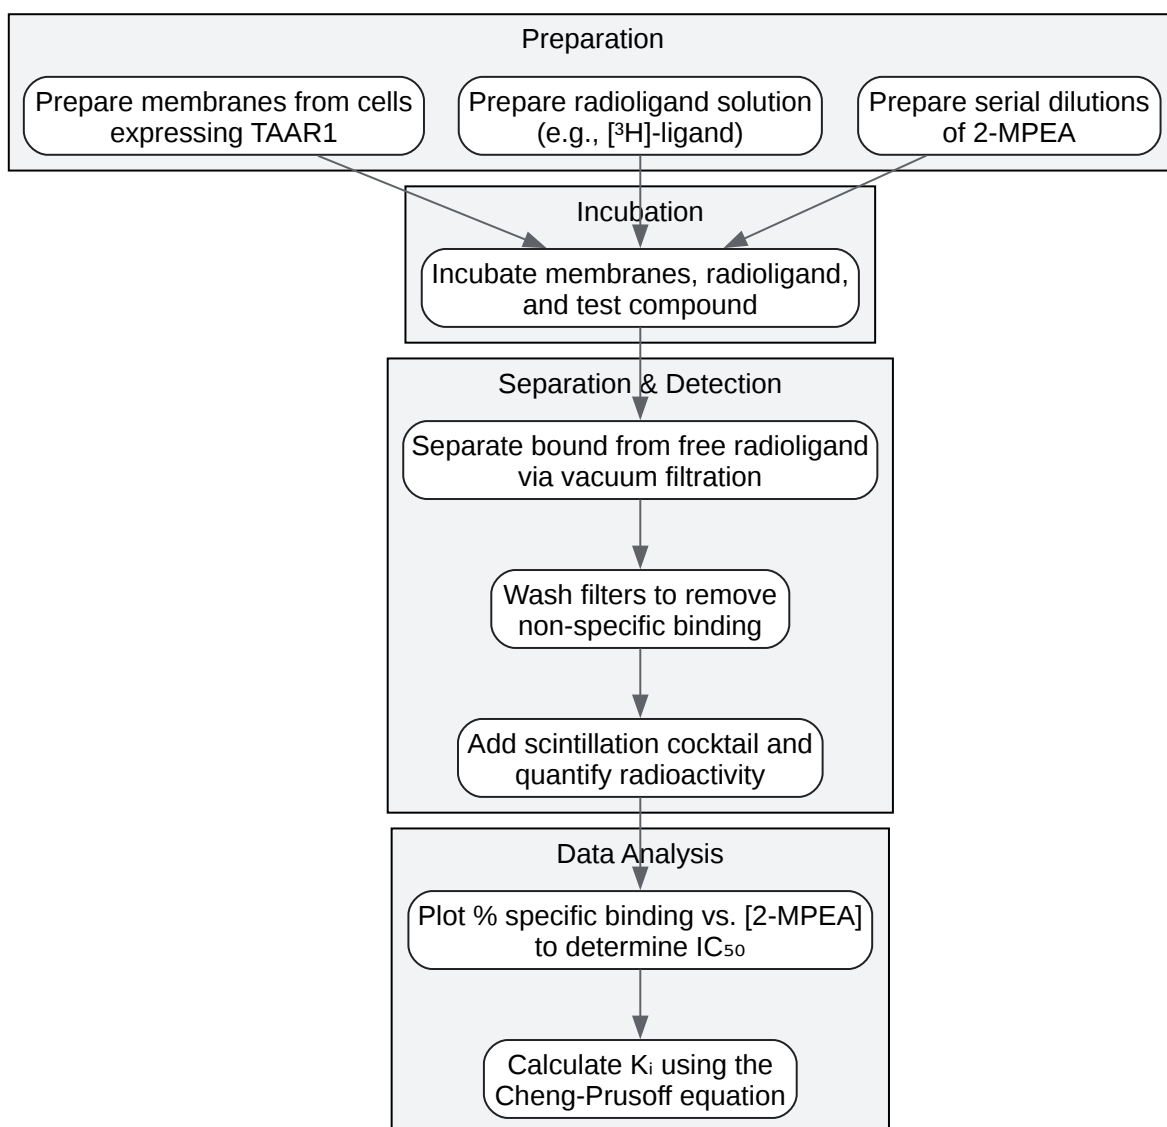 Preparation
Prepare membranes from cells
expressing TAAR1
Prepare radioligand solution
(e.g., [³H]-ligand)
Prepare serial dilutions
of 2-MPEA
Incubation
Incubate membranes, radioligand,
and test compound
Separation & Detection
Separate bound from free radioligand
via vacuum filtration
Wash filters to remove
non-specific binding
Add scintillation cocktail and
quantify radioactivity
Data Analysis
Plot % specific binding vs. [2-MPEA]
to determine IC₅₀
Calculate Kᵢ using the
Cheng-Prusoff equation